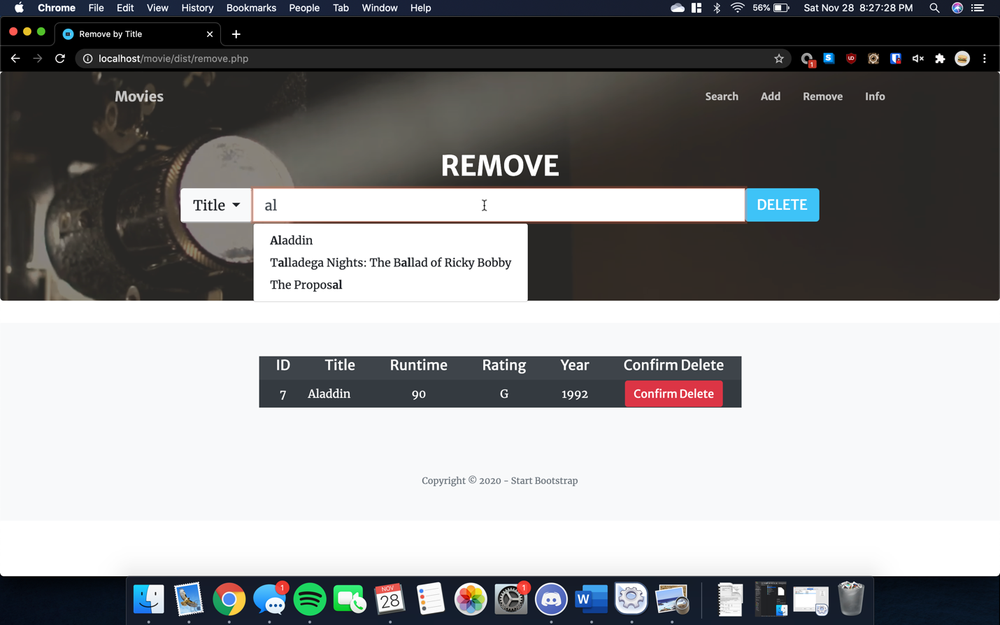 Chrome File Edit View History Bookmarks People Tab Window Help 56% Sat Nov 28 8:27:28 PM
Remove by Title
localhost/movie/dist/remove.php
1
Movies Search Add Remove Info
REMOVE
Title al DELETE
Aladdin
Talladega Nights: The Ballad of Ricky Bobby
The Proposal
ID Title Runtime Rating Year Confirm Delete
7 Aladdin 90 G 1992 Confirm Delete
Copyright © 2020 - Start Bootstrap
1 NOV 1
28 W